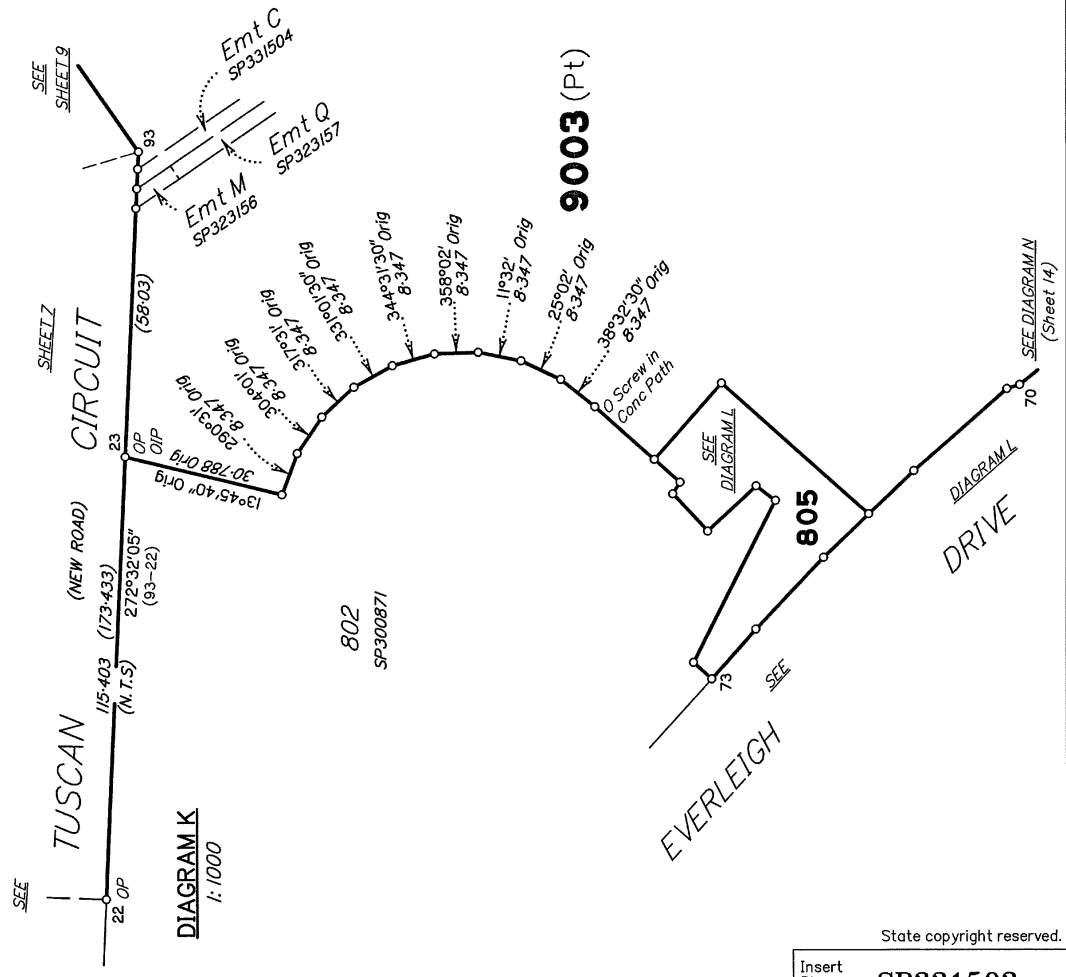 SEE
SHEET 9
93
Emt C
SP331504
Emt Q
SP323157
Emt M
SP323156
SHEET Z
CIRCUIT
(58·03)
23
OP
OIP
(NEW ROAD)
(173·433)
272°32'05"
(93-22)
115·403
(N.T.S)
TUSCAN
SEE
22 OP
DIAGRAM K
1:1000
13°45'40" Orig
30·788 Orig
290°31' Orig
8·347
304°01' Orig
8·347
317°31' Orig
8·347
331°01'30" Orig
8·347
344°31'30" Orig
8·347
358°02' Orig
8·347
11°32' Orig
8·347
25°02' Orig
8·347
38°32'30" Orig
8·347
O Screw in
Conc Path
9003 (Pt)
802
SP300871
SEE
DIAGRAM L
805
73
SEE
DIAGRAM L
70
SEE DIAGRAM N
(Sheet 14)
EVERLEIGH
DRIVE
State copyright reserved.
Insert